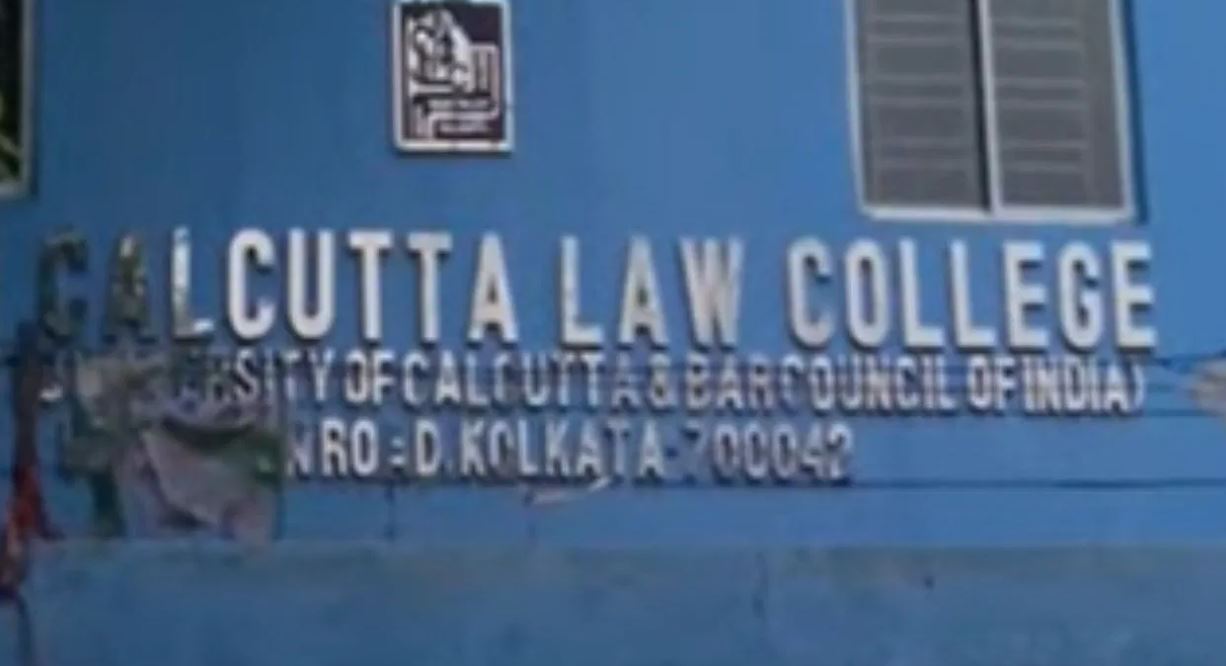 CALCUTTA LAW COLLEGE
OF CALCUTTA & BAR COUNCIL OF INDIA)
D. KOLKATA-700042